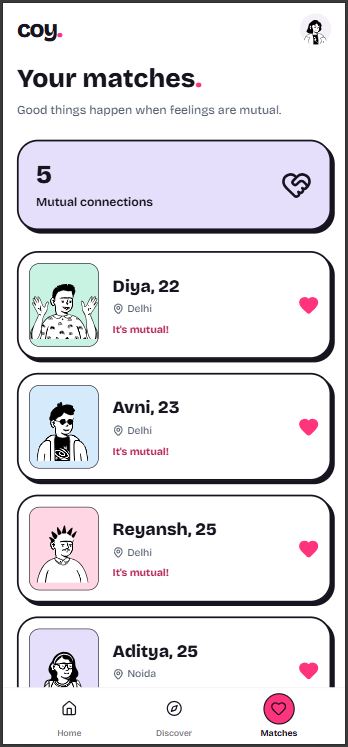 coy.
Your matches.
Good things happen when feelings are mutual.
5
Mutual connections
Diya, 22
Delhi
It's mutual!
Avni, 23
Delhi
It's mutual!
Reyansh, 25
Delhi
It's mutual!
Aditya, 25
Noida
Home
Discover
Matches